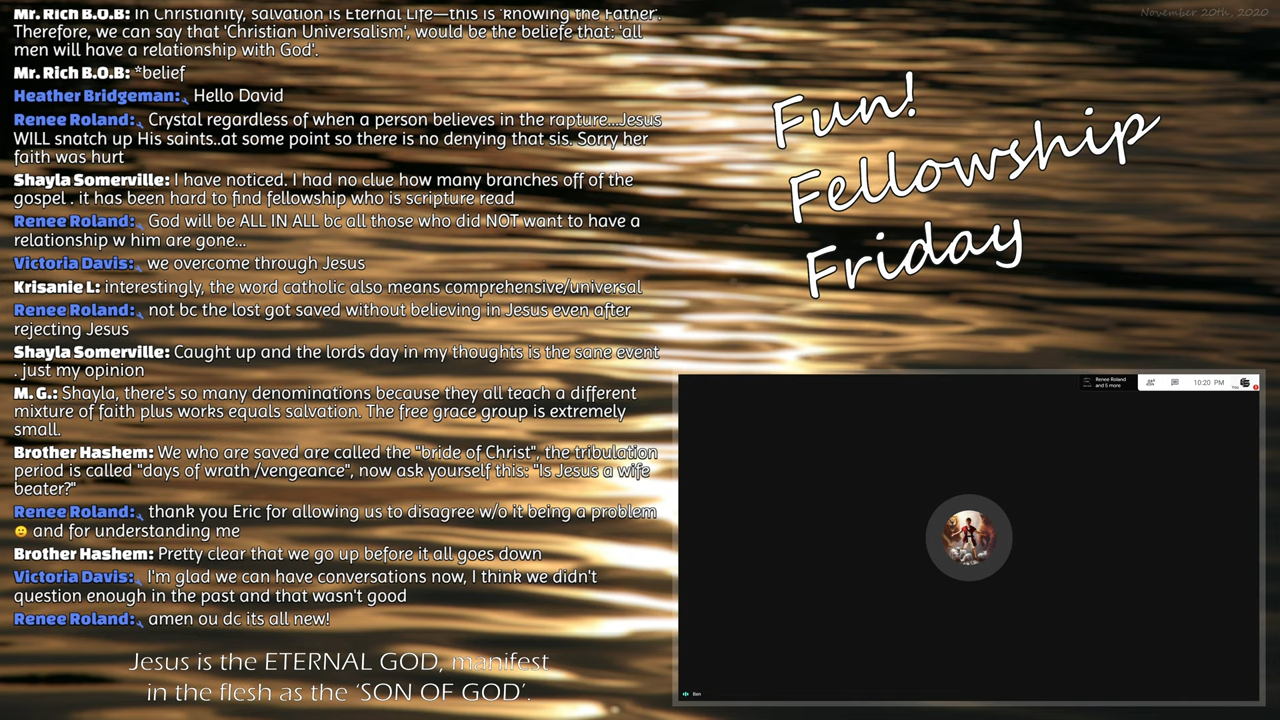 Mr. Rich B.O.B: In Christianity, salvation is Eternal Life—this is 'knowing the Father'.
Therefore, we can say that 'Christian Universalism', would be the beliefe that: 'all
men will have a relationship with God'.
Mr. Rich B.O.B: *belief
Heather Bridgeman: Hello David
Renee Roland: Crystal regardless of when a person believes in the rapture...Jesus
WILL snatch up His saints..at some point so there is no denying that sis. Sorry her
faith was hurt
Shayla Somerville: I have noticed. I had no clue how many branches off of the
gospel . it has been hard to find fellowship who is scripture read
Renee Roland: God will be ALL IN ALL bc all those who did NOT want to have a
relationship w him are gone...
Victoria Davis: we overcome through Jesus
Krisanie L: interestingly, the word catholic also means comprehensive/universal
Renee Roland: not bc the lost got saved without believing in Jesus even after
rejecting Jesus
Shayla Somerville: Caught up and the lords day in my thoughts is the sane event
. just my opinion
M. G.: Shayla, there's so many denominations because they all teach a different
mixture of faith plus works equals salvation. The free grace group is extremely
small.
Brother Hashem: We who are saved are called the "bride of Christ", the tribulation
period is called "days of wrath /vengeance", now ask yourself this: "Is Jesus a wife
beater?"
Renee Roland: thank you Eric for allowing us to disagree w/o it being a problem
🙂 and for understanding me
Brother Hashem: Pretty clear that we go up before it all goes down
Victoria Davis: I'm glad we can have conversations now, I think we didn't
question enough in the past and that wasn't good
Renee Roland: amen ou dc its all new!
Jesus is the ETERNAL GOD, manifest
in the flesh as the 'SON OF GOD'.
November 20th, 2020
Fun!
Fellowship
Friday
Renee Roland
and 5 more
10:20 PM
You
Ben